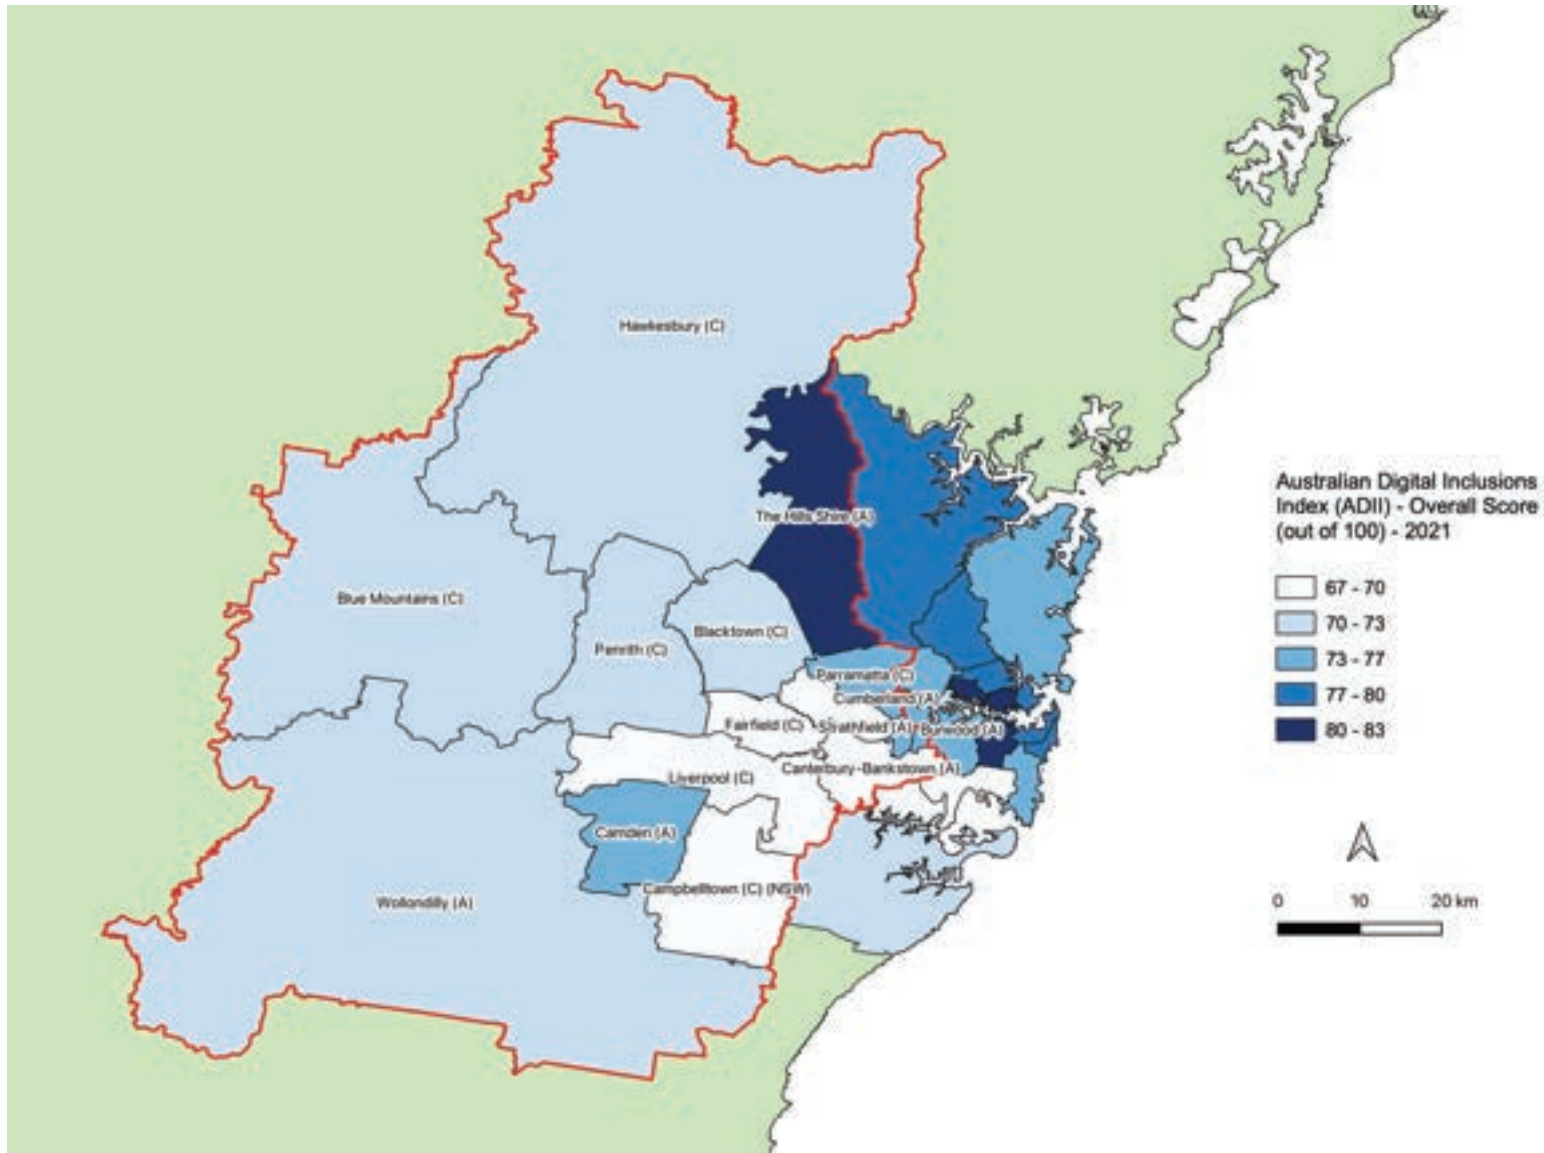 Hawkesbury (C)
The Hills Shire (A)
Blue Mountains (C)
Blacktown (C)
Penrith (C)
Parramatta (C)
Cumberland (A)
Fairfield (C)
Strathfield (A)
Burwood (A)
Canterbury-Bankstown (A)
Liverpool (C)
Camden (A)
Campbelltown (C) (NSW)
Wollondilly (A)
Australian Digital Inclusions
Index (ADII) - Overall Score
(out of 100) - 2021
67 - 70
70 - 73
73 - 77
77 - 80
80 - 83
0 10 20 km